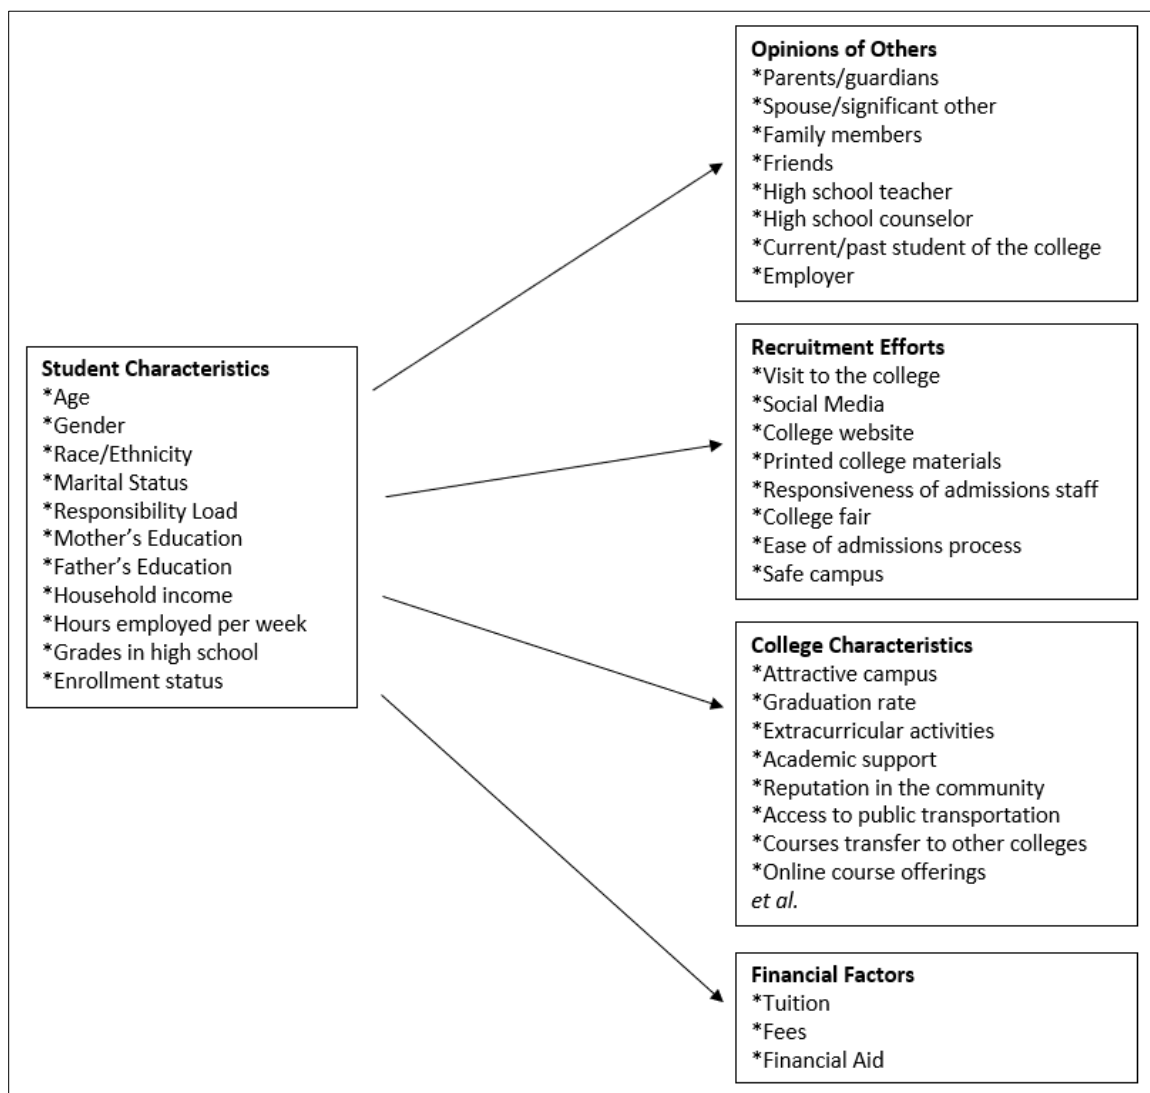 Opinions of Others
*Parents/guardians
*Spouse/significant other
*Family members
*Friends
*High school teacher
*High school counselor
*Current/past student of the college
*Employer
Student Characteristics
*Age
*Gender
*Race/Ethnicity
*Marital Status
*Responsibility Load
*Mother’s Education
*Father’s Education
*Household income
*Hours employed per week
*Grades in high school
*Enrollment status
Recruitment Efforts
*Visit to the college
*Social Media
*College website
*Printed college materials
*Responsiveness of admissions staff
*College fair
*Ease of admissions process
*Safe campus
College Characteristics
*Attractive campus
*Graduation rate
*Extracurricular activities
*Academic support
*Reputation in the community
*Access to public transportation
*Courses transfer to other colleges
*Online course offerings
et al.
Financial Factors
*Tuition
*Fees
*Financial Aid